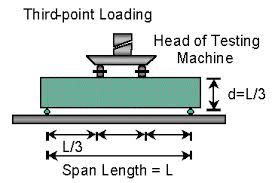 Third-point Loading
Head of Testing
Machine
d=L/3
L/3
Span Length = L